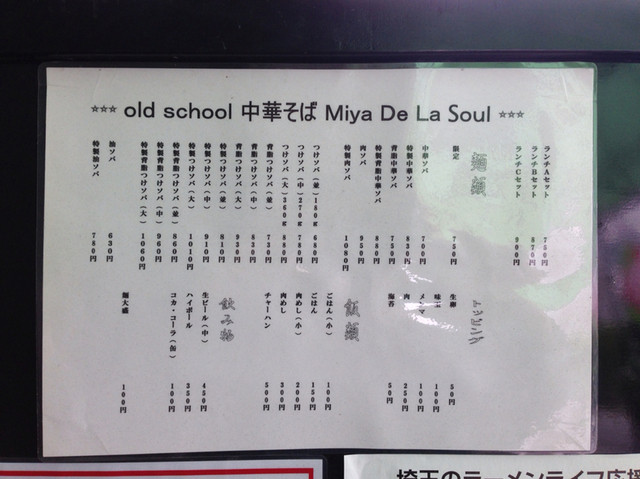 ☆☆☆ old school 中華そば Miya De La Soul ☆☆☆
ランチAセット 750円
ランチBセット 870円
ランチCセット 900円
麺類
限定 750円
中華ソバ 700円
特製中華ソバ 830円
背脂中華ソバ 750円
特製背脂中華ソバ 880円
肉ソバ 950円
特製肉ソバ 1080円
つけソバ（並）180g 680円
つけソバ（中）270g 780円
つけソバ（大）360g 880円
背脂つけソバ（並） 730円
背脂つけソバ（中） 830円
背脂つけソバ（大） 900円
特製つけソバ（並） 810円
特製つけソバ（中） 910円
特製つけソバ（大） 1010円
特製背脂つけソバ（並） 860円
特製背脂つけソバ（中） 960円
特製背脂つけソバ（大） 1060円
油ソバ 630円
特製油ソバ 780円
トッピング
生卵 50円
味玉 100円
メンマ 100円
肉 250円
海苔 50円
飯類
ごはん（小） 100円
ごはん 150円
肉めし（小） 200円
肉めし 300円
チャーハン 500円
飲み物
生ビール（中） 450円
ハイボール 350円
コカ・コーラ（缶） 100円
麺大盛 100円
埼玉のラーメンライフ応援